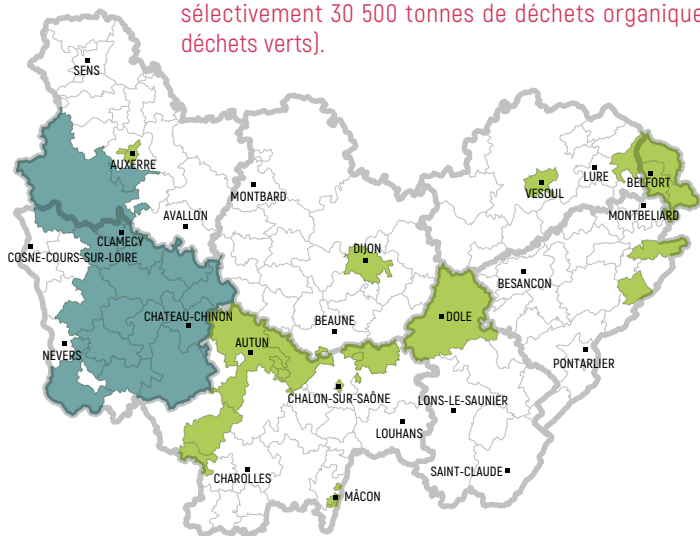 sélectivement 30 500 tonnes de déchets organique
déchets verts).
SENS
AUXERRE
MONTBARD
AVALLON
CLAMECY
COSNE-COURS-SUR-LOIRE
CHATEAU-CHINON
NEVERS
DIJON
BEAUNE
AUTUN
CHALON-SUR-SAÔNE
LOUHANS
CHAROLLES
MÂCON
VESOUL
LURE
BELFORT
MONTBELIARD
BESANCON
DOLE
PONTARLIER
LONS-LE-SAUNIER
SAINT-CLAUDE